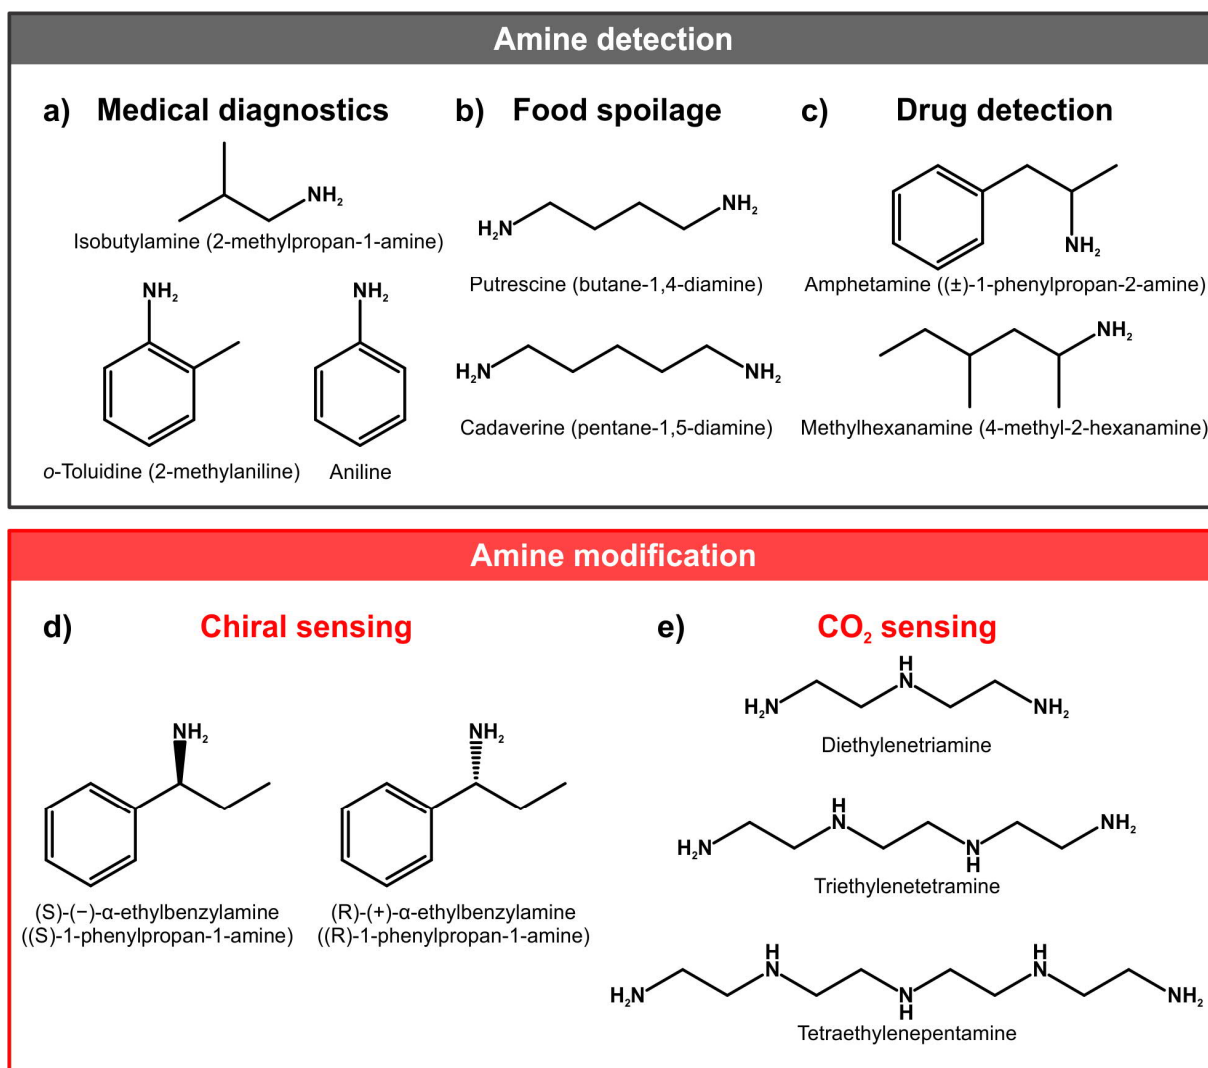 Amine detection
a) Medical diagnostics
NH₂
Isobutylamine (2-methylpropan-1-amine)
NH₂
NH₂
o-Toluidine (2-methylaniline)
Aniline
b) Food spoilage
H₂N
NH₂
Putrescine (butane-1,4-diamine)
H₂N
NH₂
Cadaverine (pentane-1,5-diamine)
c) Drug detection
NH₂
Amphetamine ((±)-1-phenylpropan-2-amine)
NH₂
Methylhexanamine (4-methyl-2-hexanamine)
Amine modification
d) Chiral sensing
NH₂
(S)-(−)-α-ethylbenzylamine
((S)-1-phenylpropan-1-amine)
NH₂
(R)-(+)-α-ethylbenzylamine
((R)-1-phenylpropan-1-amine)
e) CO₂ sensing
H
N
H₂N
NH₂
Diethylenetriamine
H
N
NH₂
H₂N
N
H
Triethylenetetramine
H
N
H
N
H₂N
N
H
NH₂
Tetraethylenepentamine